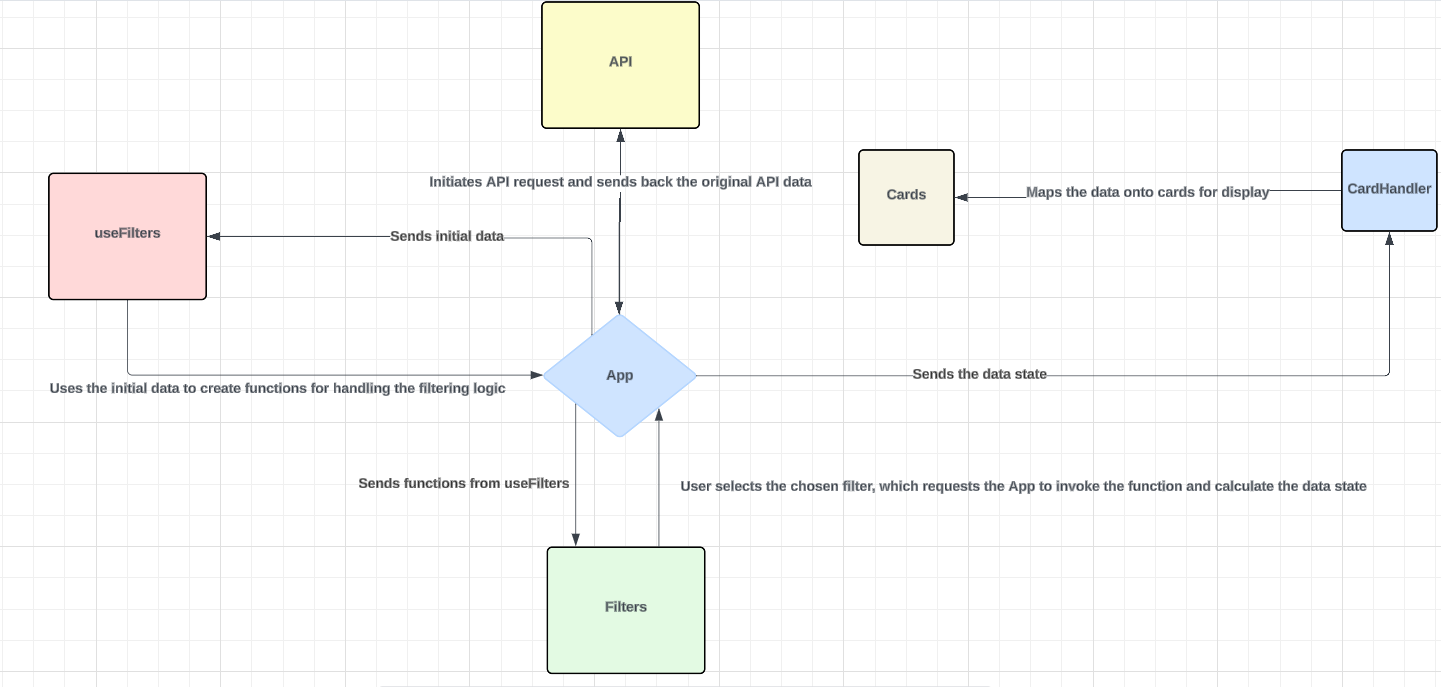 API
Initiates API request and sends back the original API data
Cards
Maps the data onto cards for display
CardHandler
useFilters
Sends initial data
App
Sends the data state
Uses the initial data to create functions for handling the filtering logic
Sends functions from useFilters
User selects the chosen filter, which requests the App to invoke the function and calculate the data state
Filters